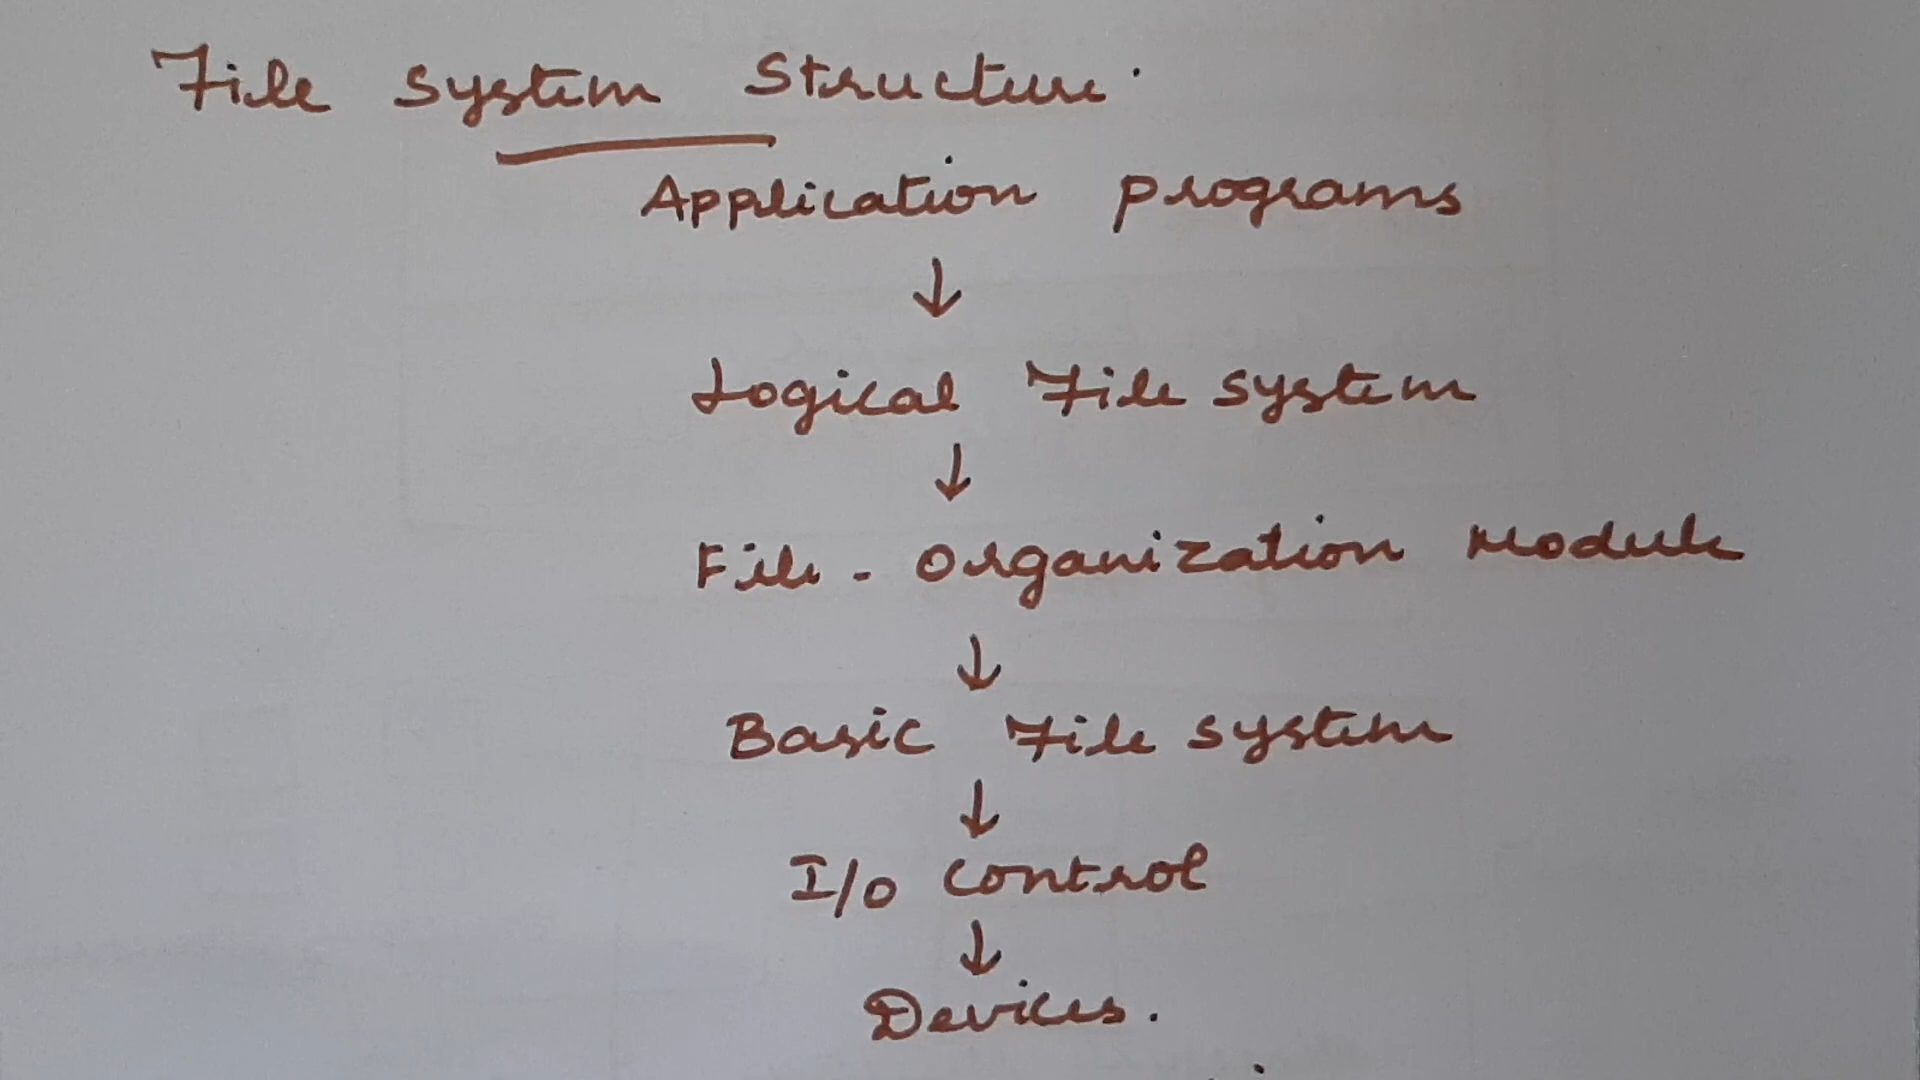 File System Structure.
Application programs
↓
Logical File system
↓
File - Organization Module
↓
Basic File system
↓
I/O control
↓
Devices.